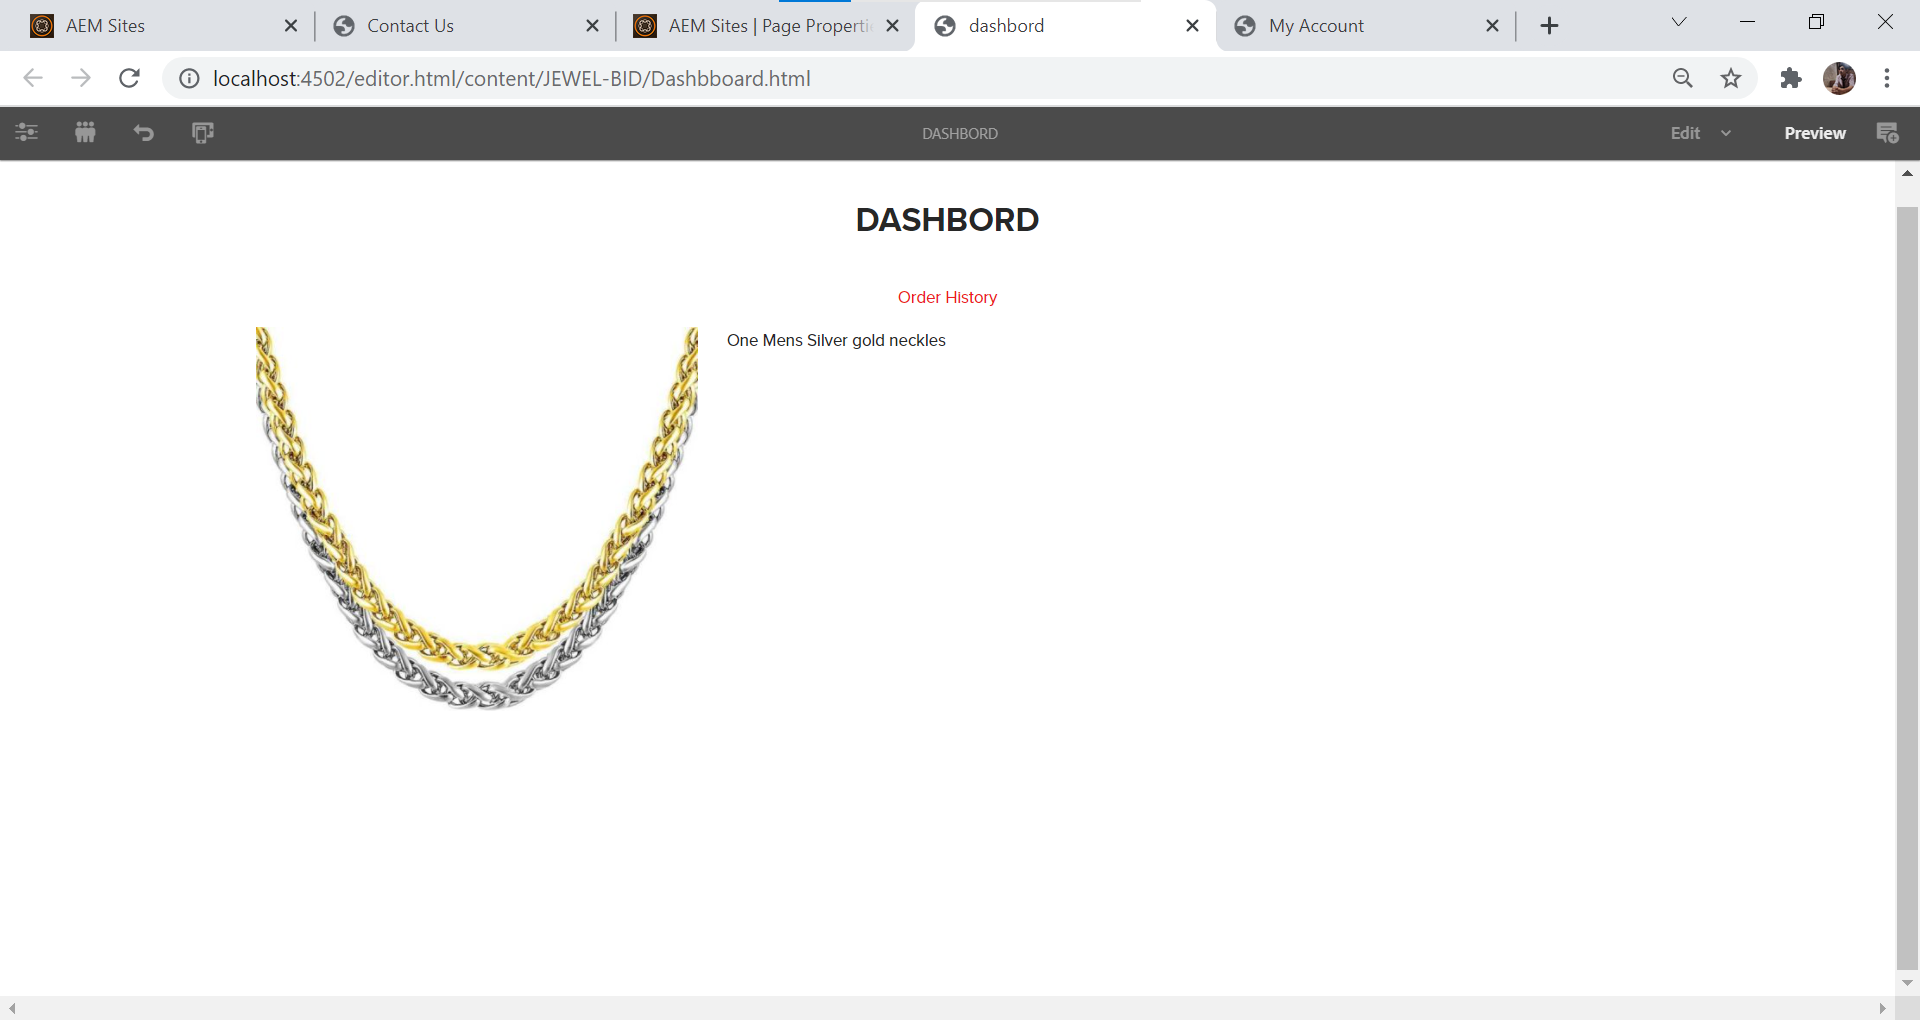 AEM Sites
Contact Us
AEM Sites | Page Properti
dashbord
My Account
localhost:4502/editor.html/content/JEWEL-BID/Dashbboard.html
DASHBORD
Edit
Preview
DASHBORD
Order History
One Mens Silver gold neckles